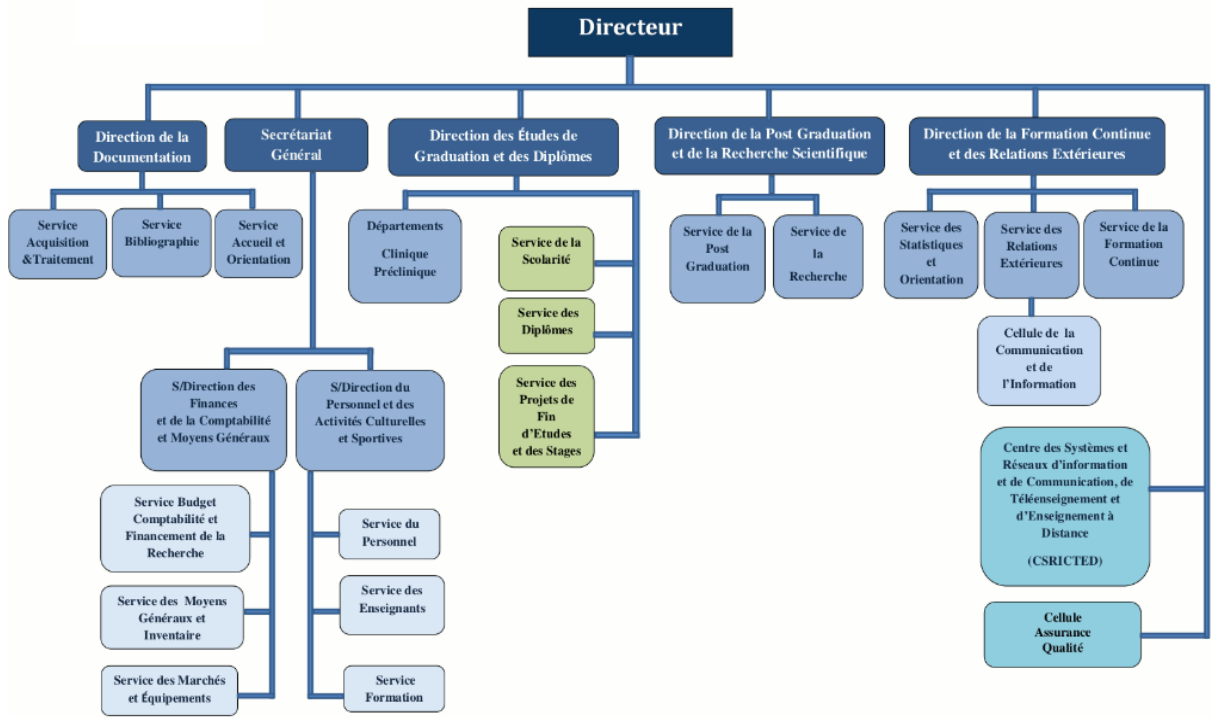 Directeur
Direction de la
Documentation
Secrétariat
Général
Direction des Études de
Graduation et des Diplômes
Direction de la Post Graduation
et de la Recherche Scientifique
Direction de la Formation Continue
et des Relations Extérieures
Service
Acquisition
&Traitement
Service
Bibliographie
Service
Accueil et
Orientation
Départements
Clinique
Préclinique
Service de la
Scolarité
Service des
Diplômes
Service des
Projets de
Fin
d'Etudes
et des Stages
Service de la
Post
Graduation
Service de
la
Recherche
Service des
Statistiques
et
Orientation
Service des
Relations
Extérieures
Service de la
Formation
Continue
Cellule de la
Communication
et de
l'Information
S/Direction des
Finances
et de la Comptabilité
et Moyens Généraux
S/Direction du
Personnel et des
Activités Culturelles
et Sportives
Service Budget
Comptabilité et
Financement de la
Recherche
Service des Moyens
Généraux et
Inventaire
Service des Marchés
et Équipements
Service du
Personnel
Service des
Enseignants
Service
Formation
Centre des Systèmes et
Réseaux d'information
et de Communication, de
Téléenseignement et
d'Enseignement à
Distance
(CSRICTED)
Cellule
Assurance
Qualité